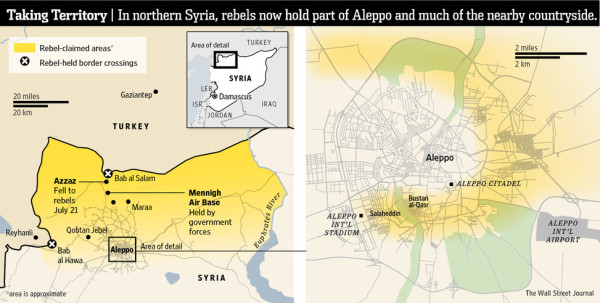 Taking Territory | In northern Syria, rebels now hold part of Aleppo and much of the nearby countryside.
Rebel-claimed areas*
Rebel-held border crossings
20 miles
20 km
Gaziantep
TURKEY
Area of detail
TURKEY
SYRIA
LEB
Damascus
ISR
JORDAN
IRAQ
Azzaz
Fell to
rebels
July 21
Bab al Salam
Mennigh
Air Base
Held by
government
forces
Maraa
Euphrates River
Reyhanli
Qobtan Jebel
Bab
al Hawa
Aleppo
Area of detail
SYRIA
*area is approximate
2 miles
2 km
Aleppo
ALEPPO CITADEL
Bustan
al-Qasr
Salaheddin
ALEPPO
INT'L
STADIUM
ALEPPO
INT'L
AIRPORT
The Wall Street Journal